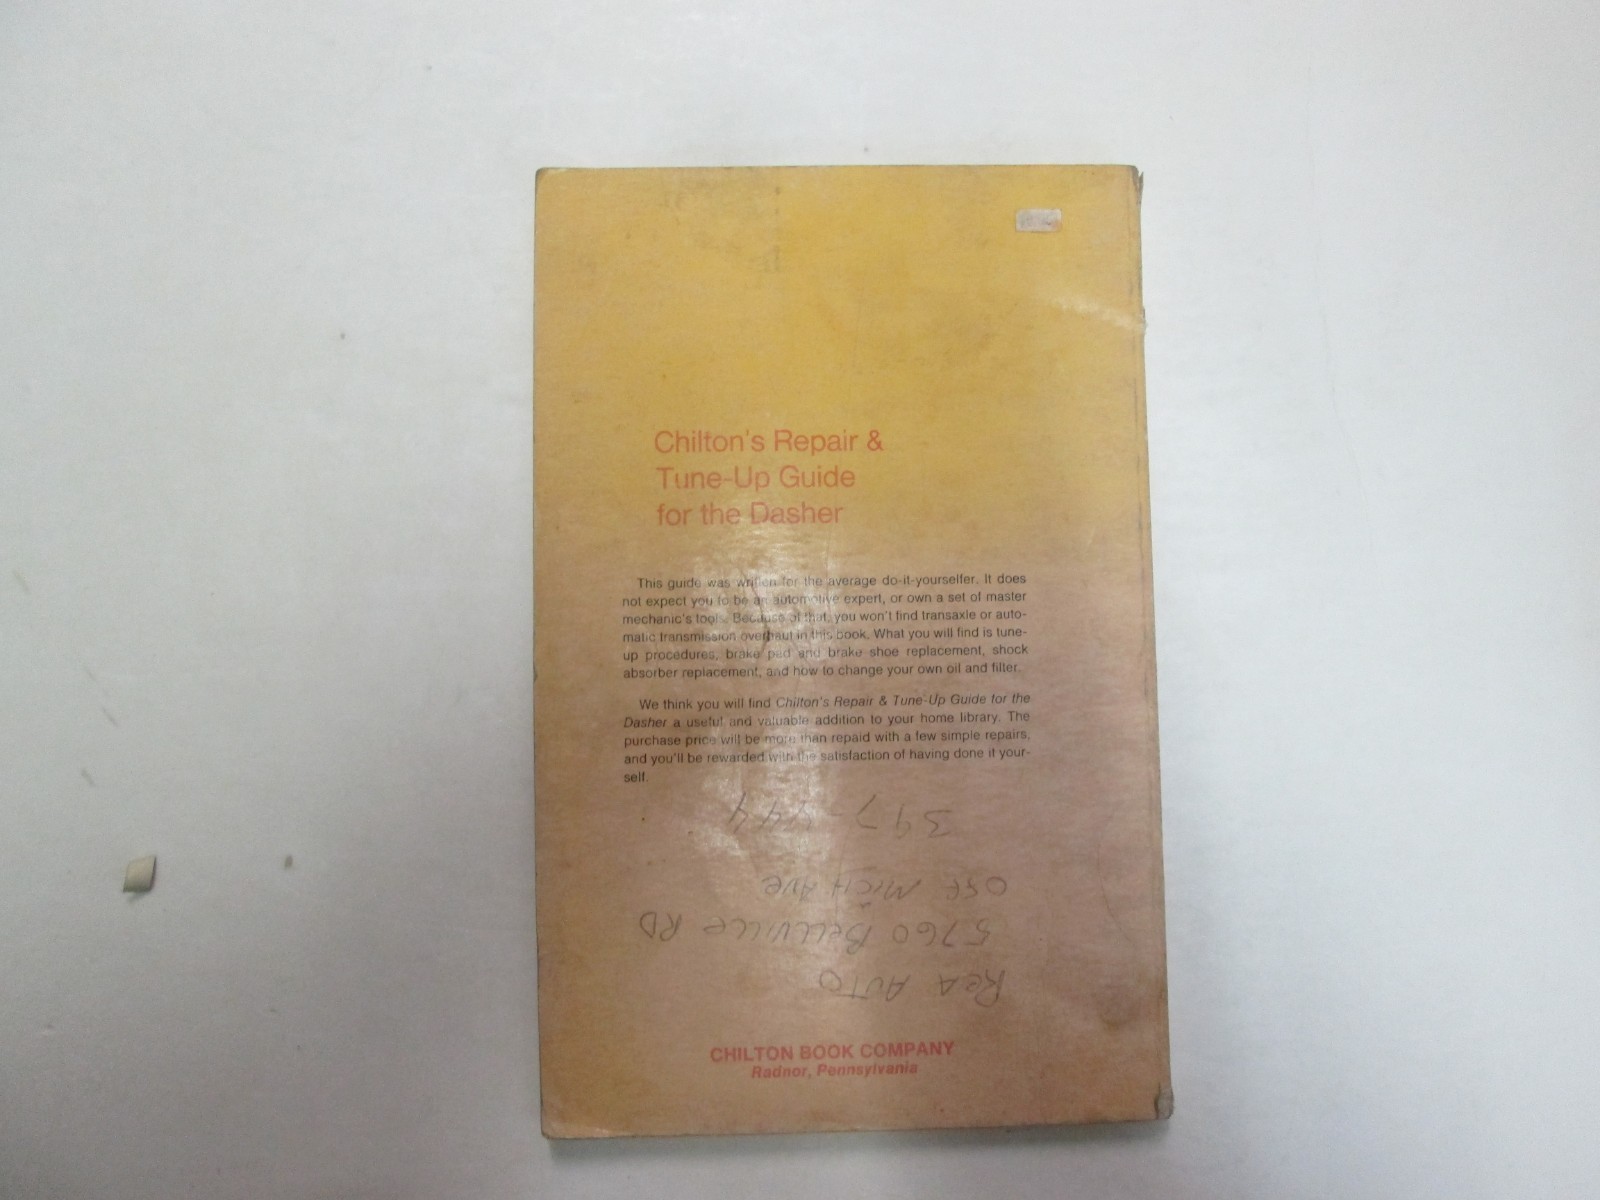 Chilton's Repair &
Tune-Up Guide
for the Dasher
This guide was written for the average do-it-yourselfer. It does
not expect you to be an automotive expert, or own a set of master
mechanic's tools. Because of that, you won't find transaxle or auto-
matic transmission overhaul in this book. What you will find is tune-
up procedures, brake pad and brake shoe replacement, shock
absorber replacement, and how to change your own oil and filter.
We think you will find Chilton's Repair & Tune-Up Guide for the
Dasher a useful and valuable addition to your home library. The
purchase price will be more than repaid with a few simple repairs,
and you'll be rewarded with the satisfaction of having done it your-
self.
AUTO
5760 Bellville RD
OFF MICH AVe
CHILTON BOOK COMPANY
Radnor, Pennsylvania